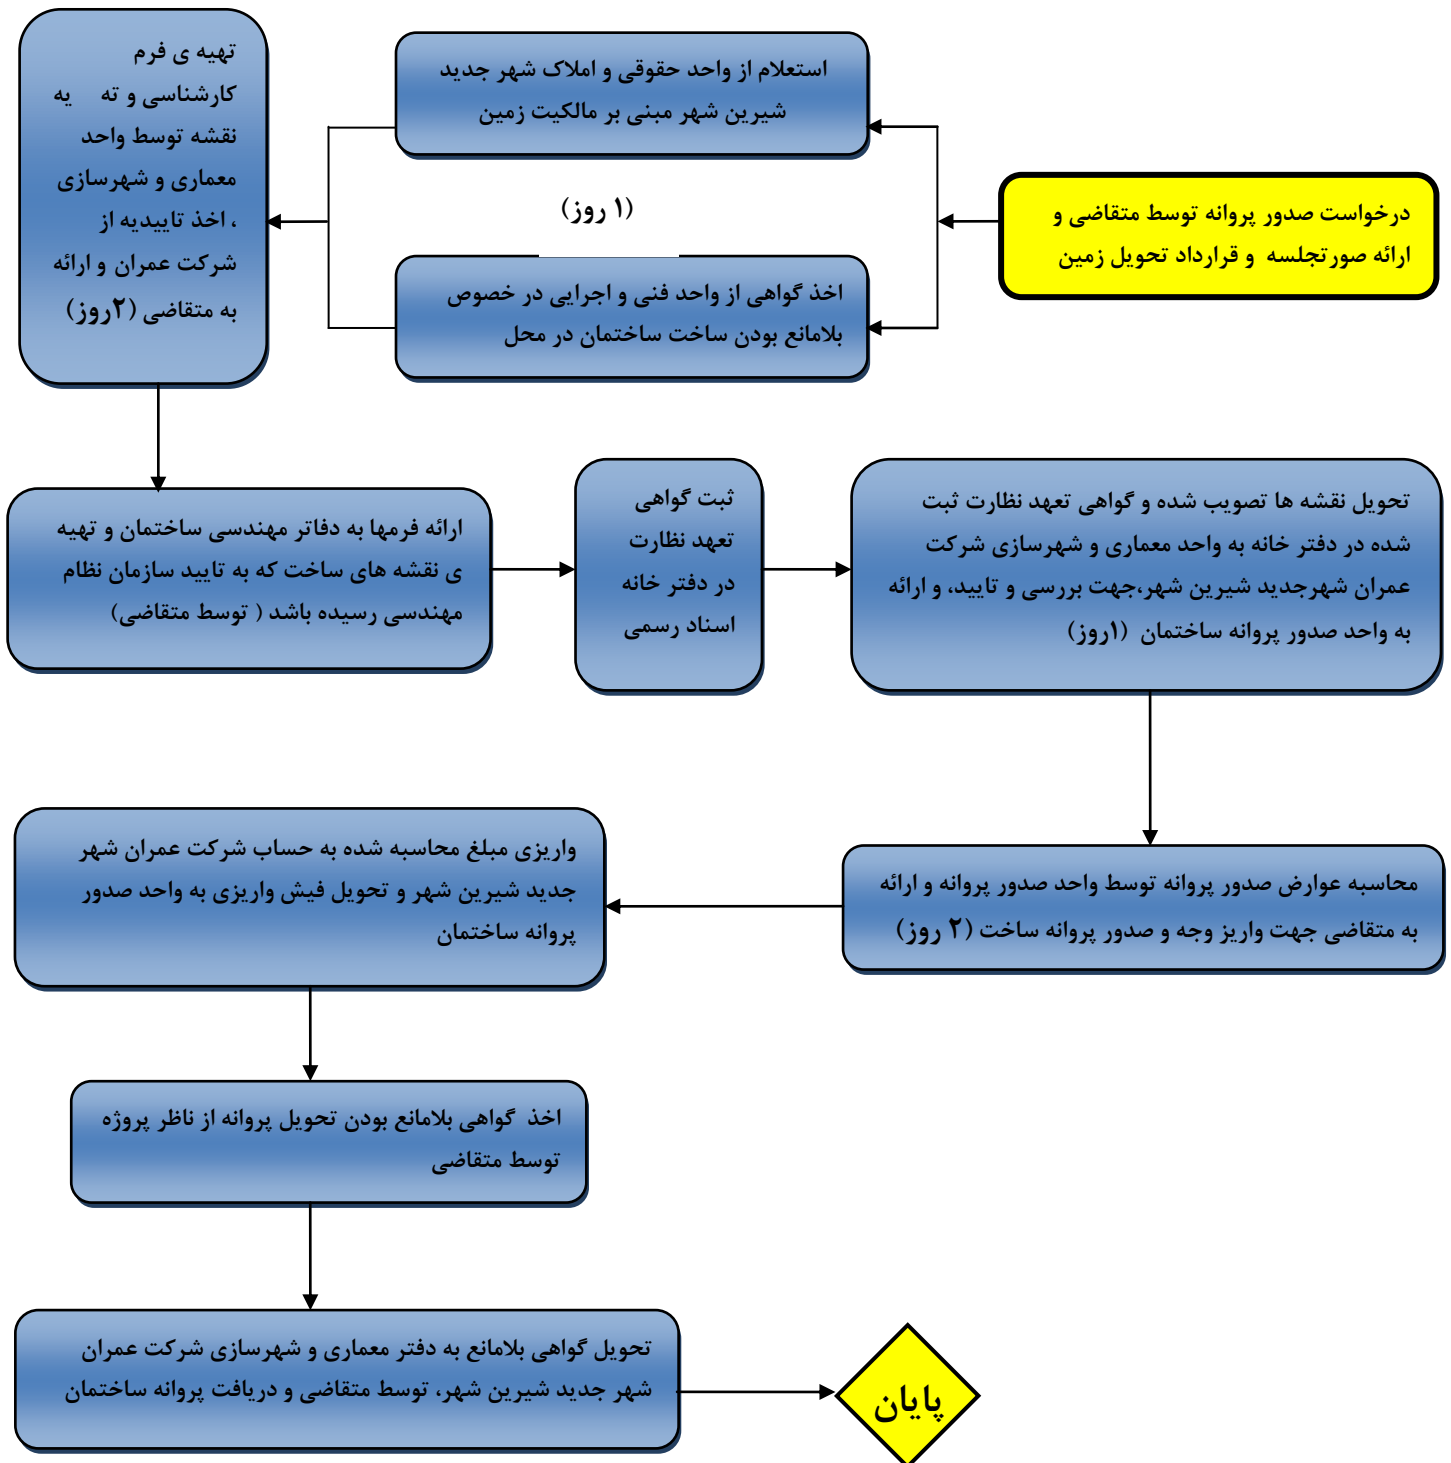 درخواست صدور پروانه توسط متقاضی و
ارائه صورتجلسه و قرارداد تحویل زمین
استعلام از واحد حقوقی و املاک شهر جدید
شیرین شهر مبنی بر مالکیت زمین
(۱ روز)
اخذ گواهی از واحد فنی و اجرایی در خصوص
بلامانع بودن ساخت ساختمان در محل
تهیه ی فرم
کارشناسی و ته یه
نقشه توسط واحد
معماری و شهرسازی
، اخذ تاییدیه از
شرکت عمران و ارائه
به متقاضی (۲روز)
ارائه فرمها به دفاتر مهندسی ساختمان و تهیه
ی نقشه های ساخت که به تایید سازمان نظام
مهندسی رسیده باشد ( توسط متقاضی)
ثبت گواهی
تعهد نظارت
در دفتر خانه
اسناد رسمی
تحویل نقشه ها تصویب شده و گواهی تعهد نظارت ثبت
شده در دفتر خانه به واحد معماری و شهرسازی شرکت
عمران شهرجدید شیرین شهر،جهت بررسی و تایید، و ارائه
به واحد صدور پروانه ساختمان (۱روز)
محاسبه عوارض صدور پروانه توسط واحد صدور پروانه و ارائه
به متقاضی جهت واریز وجه و صدور پروانه ساخت (۲ روز)
واریزی مبلغ محاسبه شده به حساب شرکت عمران شهر
جدید شیرین شهر و تحویل فیش واریزی به واحد صدور
پروانه ساختمان
اخذ گواهی بلامانع بودن تحویل پروانه از ناظر پروژه
توسط متقاضی
تحویل گواهی بلامانع به دفتر معماری و شهرسازی شرکت عمران
شهر جدید شیرین شهر، توسط متقاضی و دریافت پروانه ساختمان
پایان